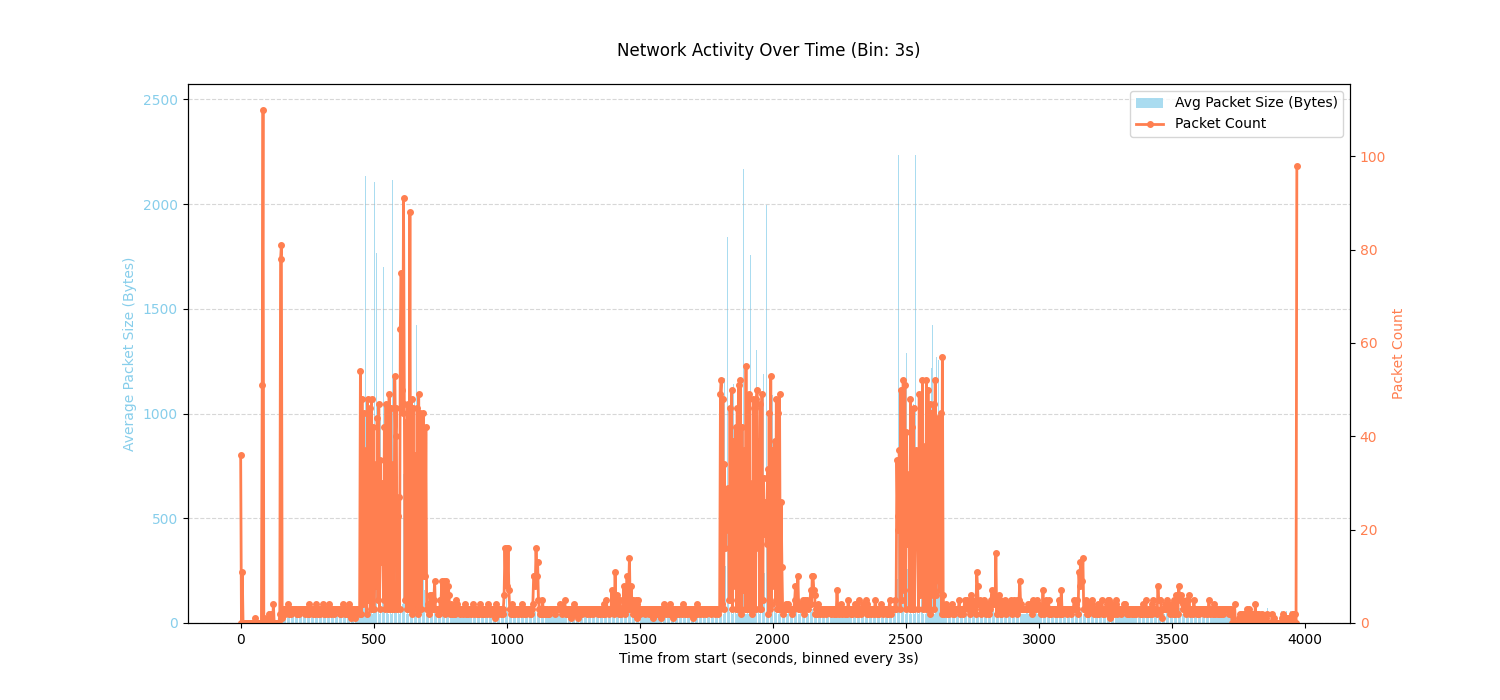 Network Activity Over Time (Bin: 3s)
Avg Packet Size (Bytes)
Packet Count
2500
2000
1500
1000
500
0
Average Packet Size (Bytes)
100
80
60
40
20
0
Packet Count
0 500 1000 1500 2000 2500 3000 3500 4000
Time from start (seconds, binned every 3s)